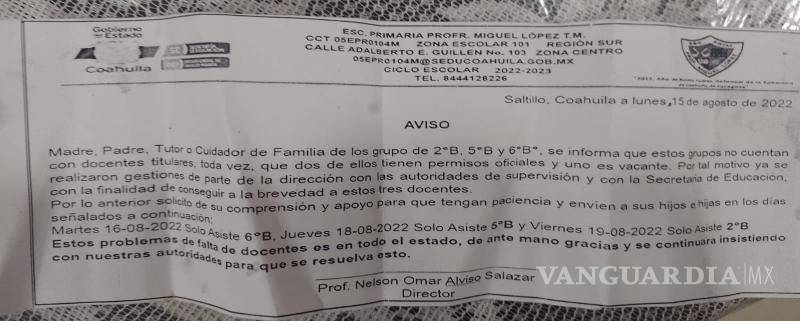 Gobierno
de Estado
Coahuila
SE
ESC. PRIMARIA PROFR. MIGUEL LÓPEZ T.M.
CCT 05EPR0104M ZONA ESCOLAR 101 REGIÓN SUR
CALLE ADALBERTO E. GUILLEN No. 103 ZONA CENTRO
05EPR0104M@SEDUCOAHUILA.GOB.MX
CICLO ESCOLAR 2022-2023
TEL. 8444128226
Saltillo, Coahuila a lunes, 15 de agosto de 2022
AVISO
Madre, Padre, Tutor o Cuidador de Familia de los grupo de 2°B, 5°B y 6°B", se informa que estos grupos no cuentan
con docentes titulares, toda vez, que dos de ellos tienen permisos oficiales y uno es vacante. Por tal motivo ya se
realizaron gestiones de parte de la dirección con las autoridades de supervisión y con la Secretaria de Educación,
con la finalidad de conseguir a la brevedad a estos tres docentes.
Por lo anterior solicito de su comprensión y apoyo para que tengan paciencia y envíen a sus hijos e hijas en los días
señalados a continuación;
Martes 16-08-2022 Solo Asiste 6°B, Jueves 18-08-2022 Solo Asiste 5°B y Viernes 19-08-2022 Solo Asiste 2°B
Estos problemas de falta de docentes es en todo el estado, de ante mano gracias y se continuara insistiendo
con nuestras autoridades para que se resuelva esto.
Prof. Nelson Omar Alviso Salazar
Director
VANGUARDIA|MX